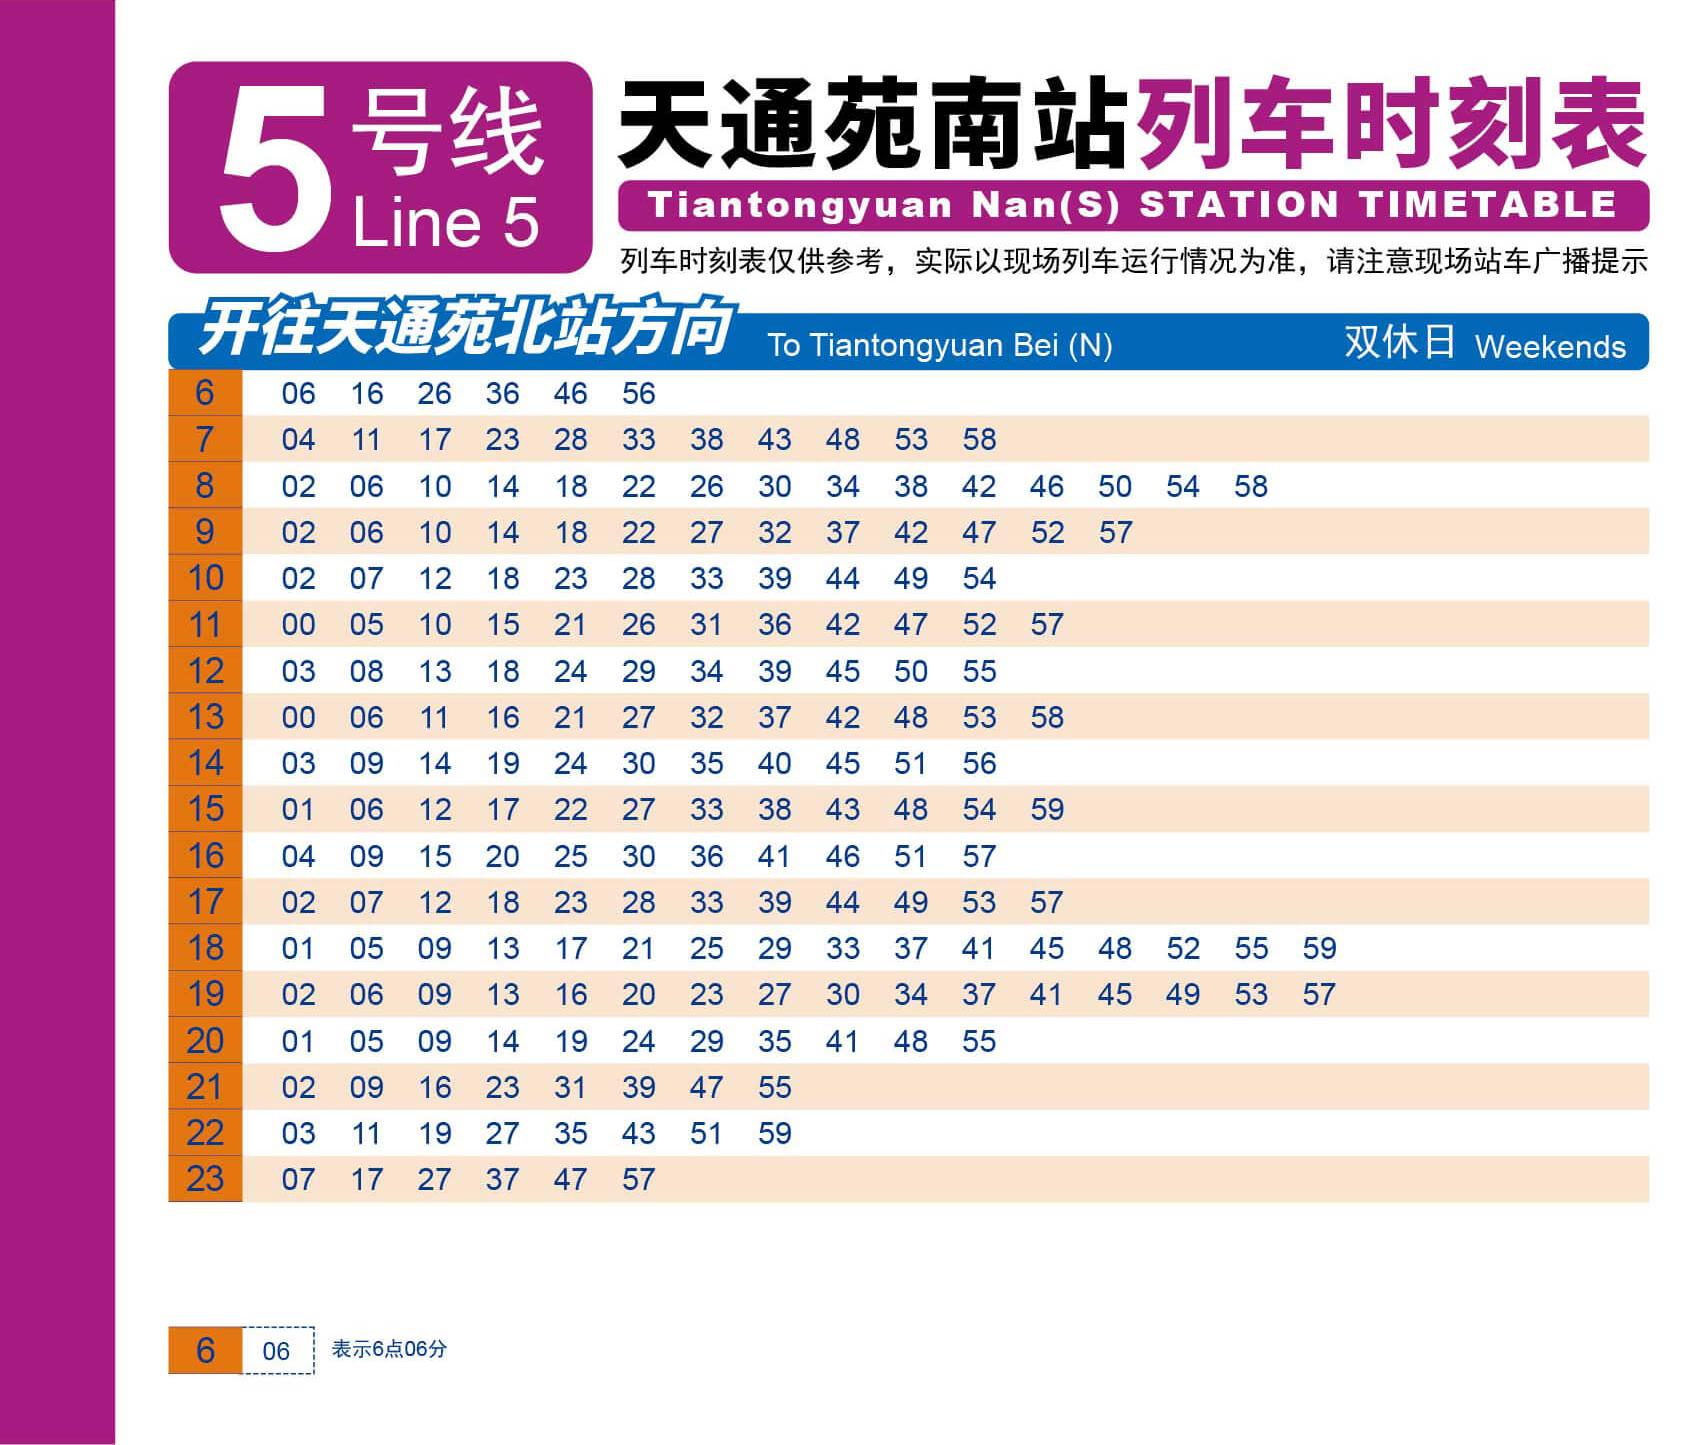 5号线
Line 5
天通苑南站列车时刻表
Tiantongyuan Nan(S) STATION TIMETABLE
列车时刻表仅供参考，实际以现场列车运行情况为准，请注意现场站车广播提示
开往天通苑北站方向 To Tiantongyuan Bei (N) 双休日 Weekends
6 06 16 26 36 46 56
7 04 11 17 23 28 33 38 43 48 53 58
8 02 06 10 14 18 22 26 30 34 38 42 46 50 54 58
9 02 06 10 14 18 22 27 32 37 42 47 52 57
10 02 07 12 18 23 28 33 39 44 49 54
11 00 05 10 15 21 26 31 36 42 47 52 57
12 03 08 13 18 24 29 34 39 45 50 55
13 00 06 11 16 21 27 32 37 42 48 53 58
14 03 09 14 19 24 30 35 40 45 51 56
15 01 06 12 17 22 27 33 38 43 48 54 59
16 04 09 15 20 25 30 36 41 46 51 57
17 02 07 12 18 23 28 33 39 44 49 53 57
18 01 05 09 13 17 21 25 29 33 37 41 45 48 52 55 59
19 02 06 09 13 16 20 23 27 30 34 37 41 45 49 53 57
20 01 05 09 14 19 24 29 35 41 48 55
21 02 09 16 23 31 39 47 55
22 03 11 19 27 35 43 51 59
23 07 17 27 37 47 57
6 06 表示6点06分